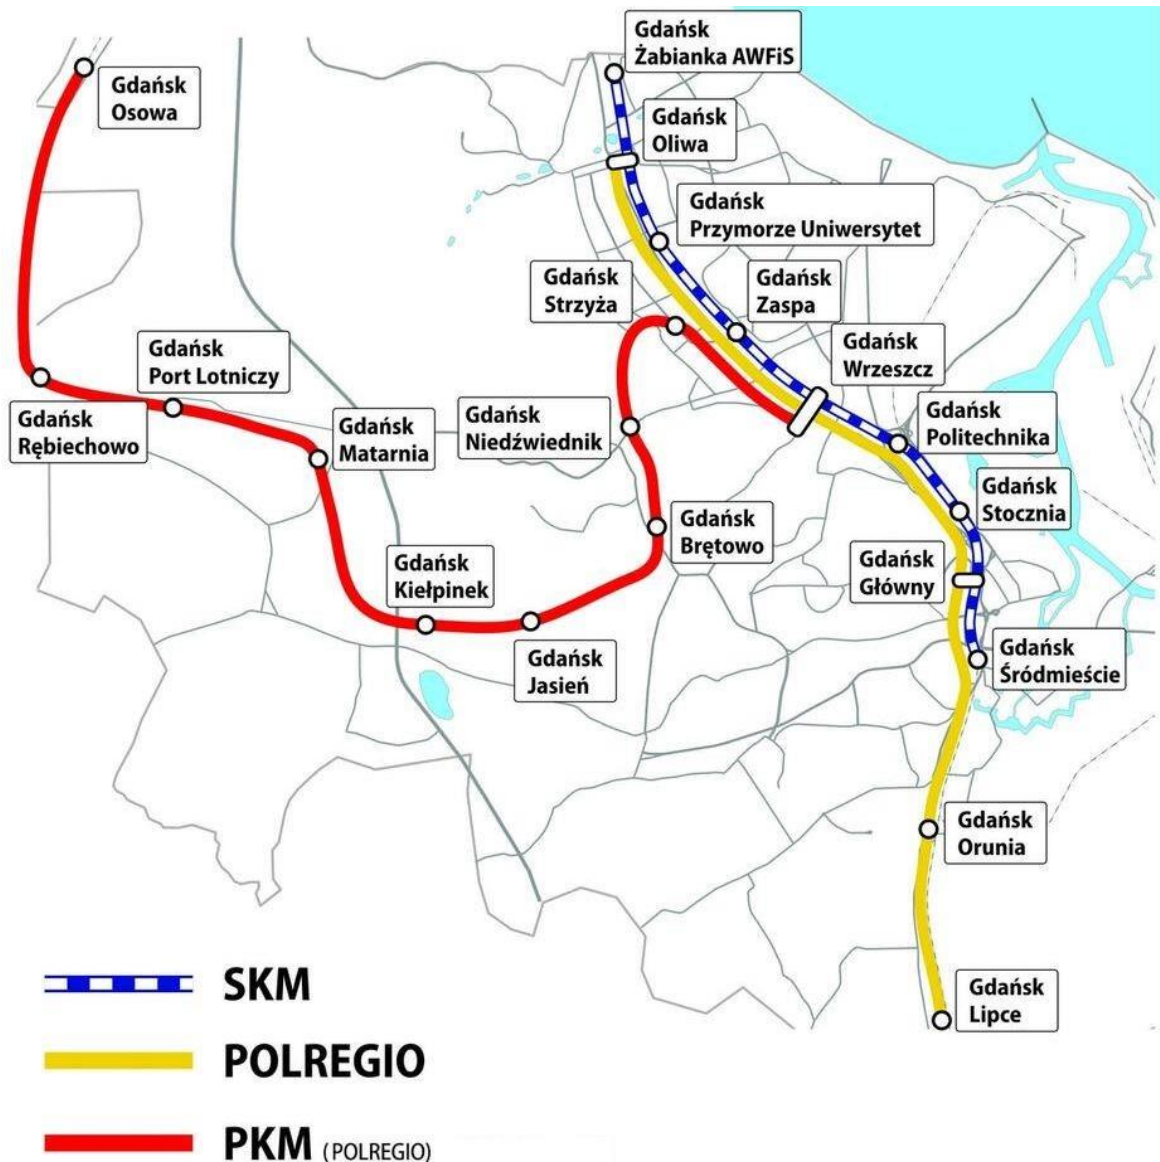 Gdańsk
Żabianka AWFiS
Gdańsk
Osowa
Gdańsk
Oliwa
Gdańsk
Przymorze Uniwersytet
Gdańsk
Strzyża
Gdańsk
Zaspa
Gdańsk
Port Lotniczy
Gdańsk
Wrzeszcz
Gdańsk
Rębiechowo
Gdańsk
Matarnia
Gdańsk
Niedźwiednik
Gdańsk
Politechnika
Gdańsk
Stocznia
Gdańsk
Brętowo
Gdańsk
Kiełpinek
Gdańsk
Główny
Gdańsk
Jasień
Gdańsk
Śródmieście
Gdańsk
Orunia
Gdańsk
Lipce
SKM
POLREGIO
PKM (POLREGIO)